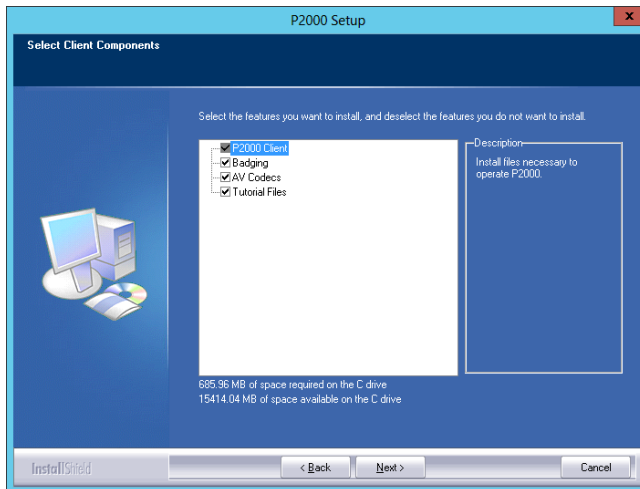 P2000 Setup
x
Select Client Components
Select the features you want to install, and deselect the features you do not want to install.
P2000 Client
Badging
AV Codecs
Tutorial Files
Description
Install files necessary to
operate P2000.
685.96 MB of space required on the C drive
15414.04 MB of space available on the C drive
InstallShield
< Back
Next >
Cancel